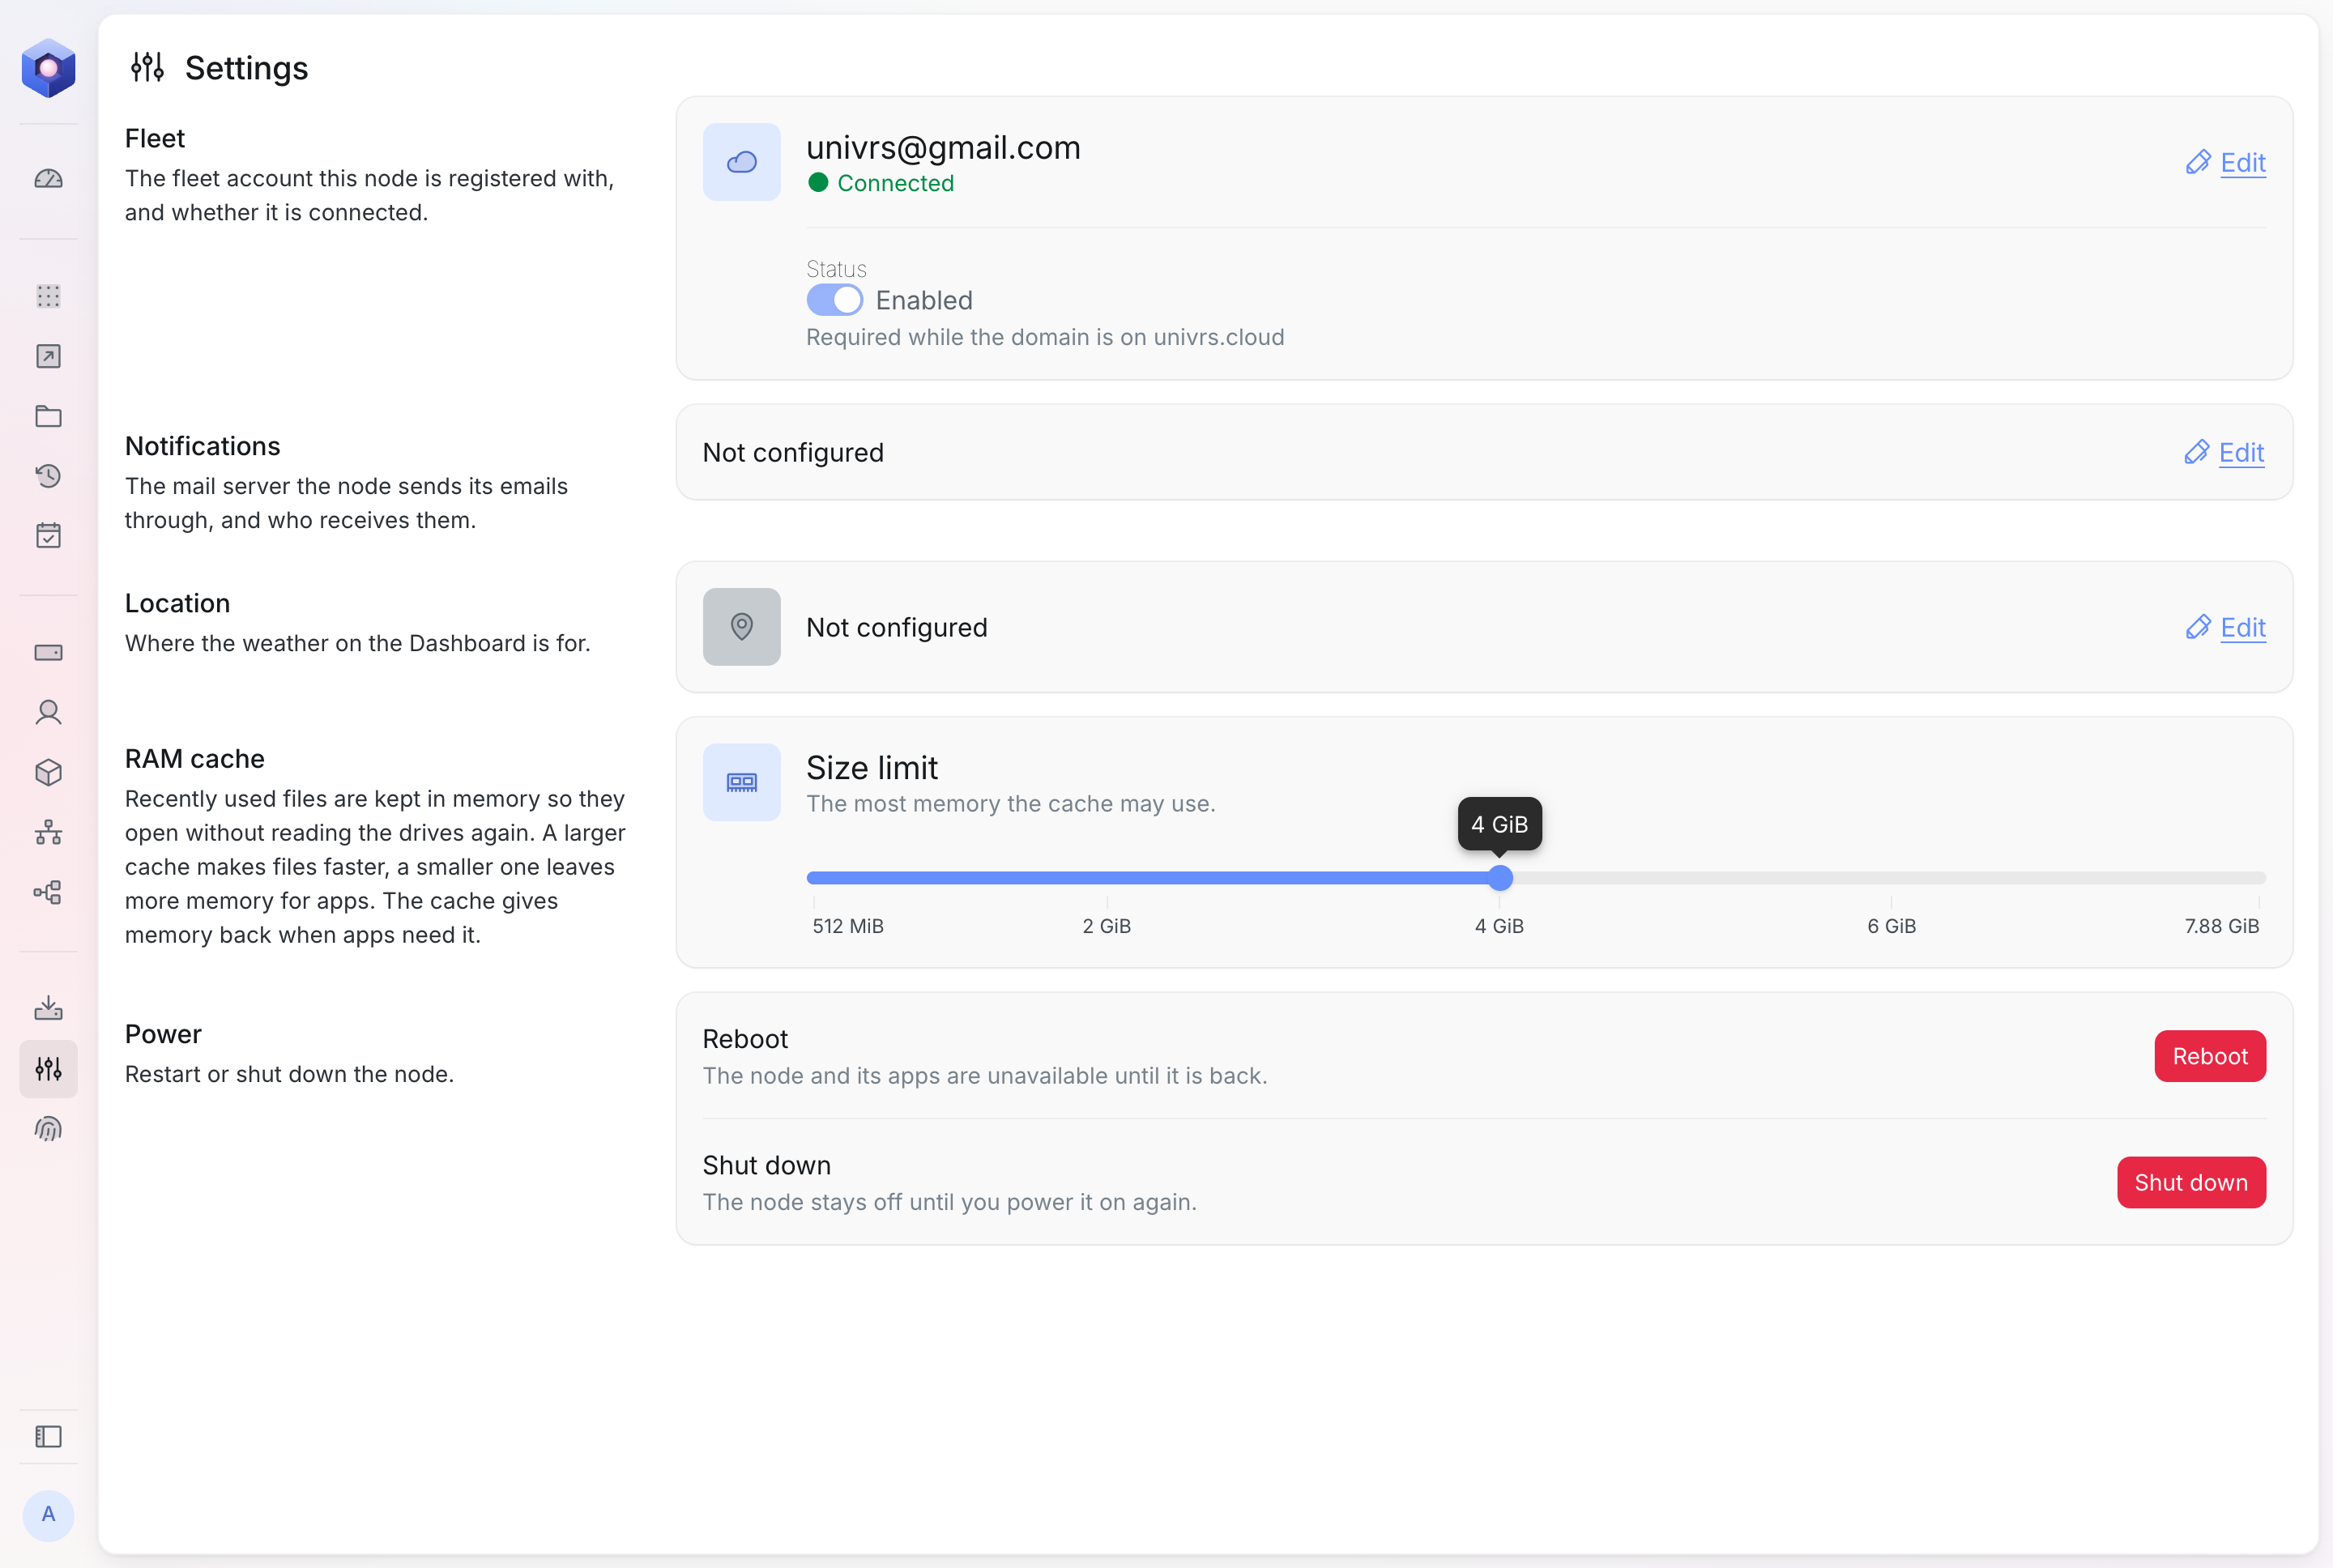 Settings
Fleet
The fleet account this node is registered with,
and whether it is connected.
univrs@gmail.com
Connected
Edit
Status
Enabled
Required while the domain is on univrs.cloud
Notifications
The mail server the node sends its emails
through, and who receives them.
Not configured
Edit
Location
Where the weather on the Dashboard is for.
Not configured
Edit
RAM cache
Recently used files are kept in memory so they
open without reading the drives again. A larger
cache makes files faster, a smaller one leaves
more memory for apps. The cache gives
memory back when apps need it.
Size limit
The most memory the cache may use.
4 GiB
512 MiB
2 GiB
4 GiB
6 GiB
7.88 GiB
Power
Restart or shut down the node.
Reboot
The node and its apps are unavailable until it is back.
Reboot
Shut down
The node stays off until you power it on again.
Shut down
A